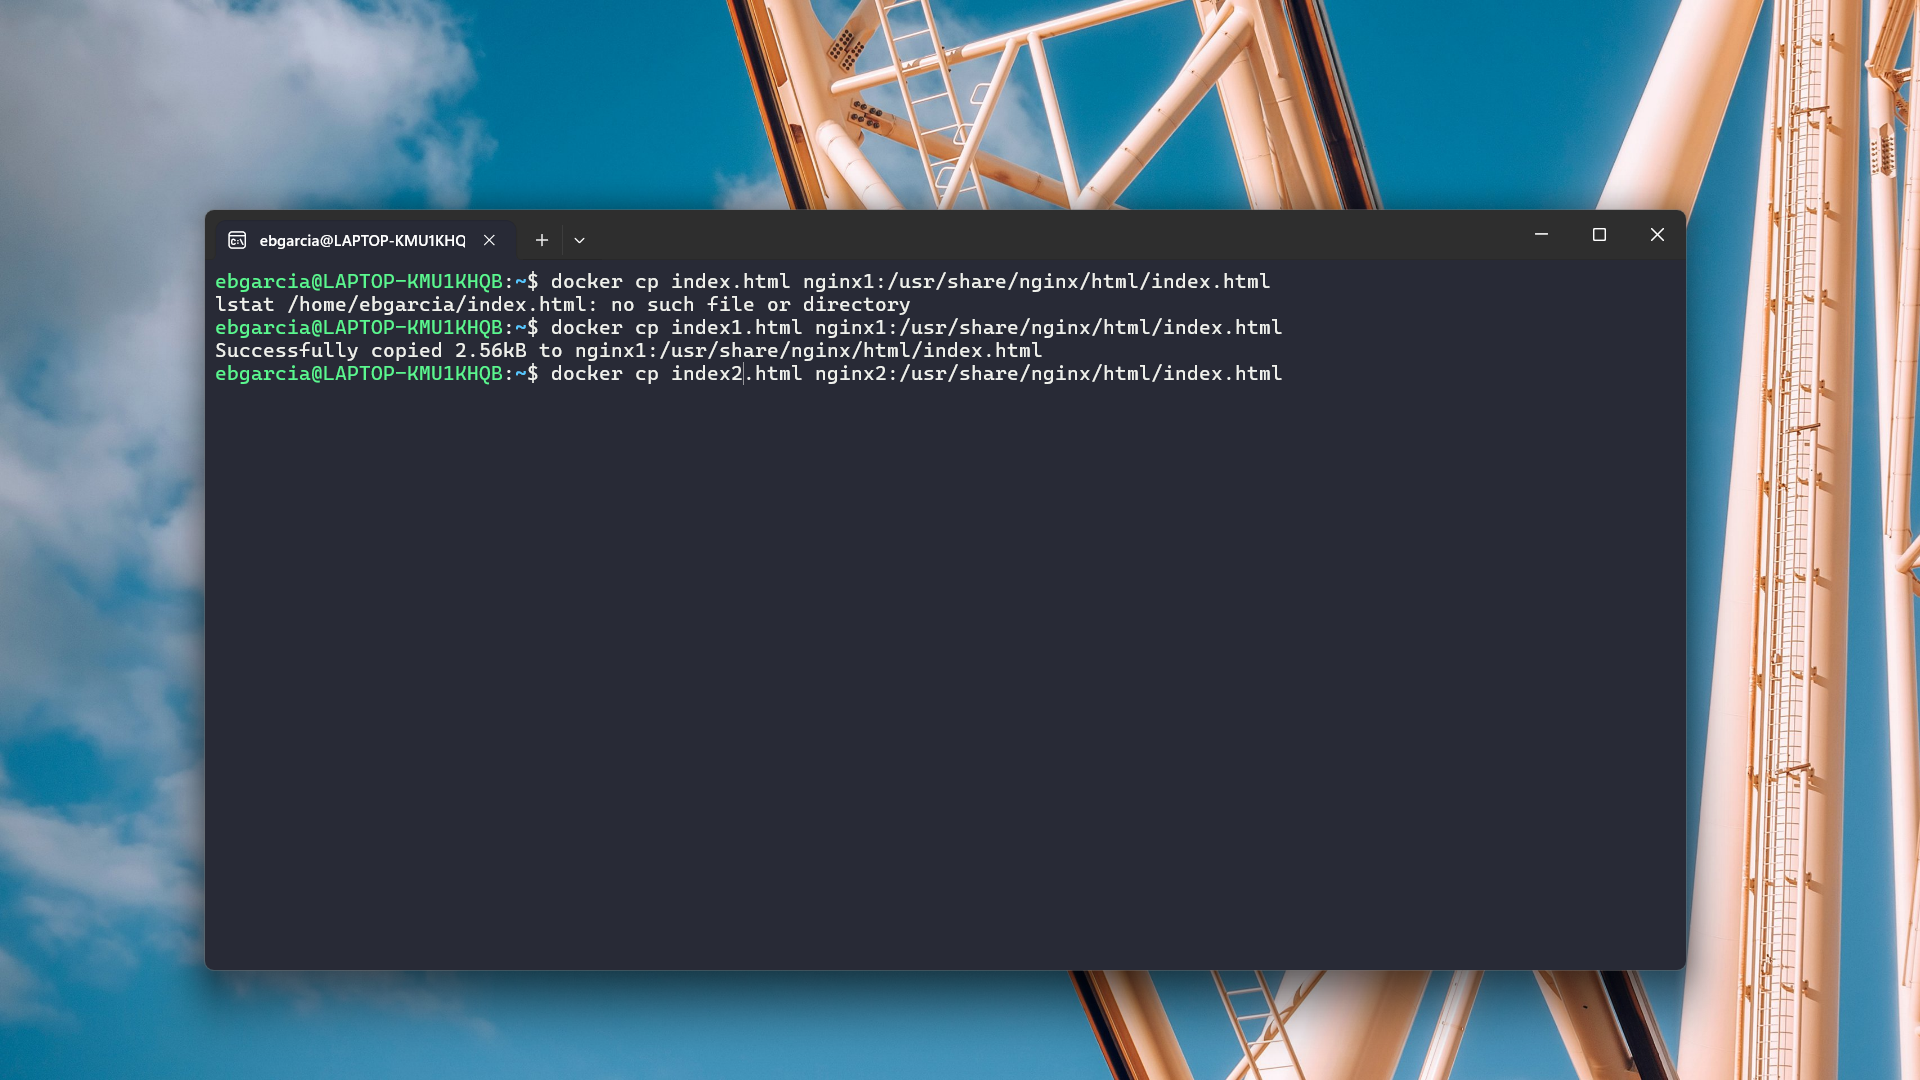 ebgarcia@LAPTOP-KMU1KHQ
ebgarcia@LAPTOP-KMU1KHQB:~$ docker cp index.html nginx1:/usr/share/nginx/html/index.html
lstat /home/ebgarcia/index.html: no such file or directory
ebgarcia@LAPTOP-KMU1KHQB:~$ docker cp index1.html nginx1:/usr/share/nginx/html/index.html
Successfully copied 2.56kB to nginx1:/usr/share/nginx/html/index.html
ebgarcia@LAPTOP-KMU1KHQB:~$ docker cp index2.html nginx2:/usr/share/nginx/html/index.html